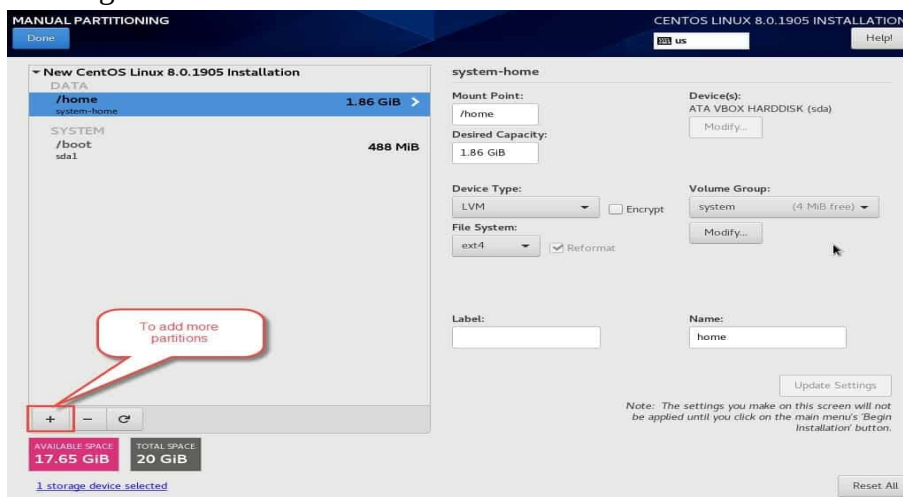 MANUAL PARTITIONING
CENTOS LINUX 8.0.1905 INSTALLATION
Done
us
Help!
New CentOS Linux 8.0.1905 Installation
DATA
/home
system-home
1.86 GiB
SYSTEM
/boot
sda1
488 MiB
To add more
partitions
+ −
AVAILABLE SPACE
17.65 GiB
TOTAL SPACE
20 GiB
1 storage device selected
system-home
Mount Point:
/home
Desired Capacity:
1.86 GiB
Device(s):
ATA VBOX HARDDISK (sda)
Modify...
Device Type:
LVM
Encrypt
File System:
ext4
Reformat
Volume Group:
system (4 MiB free)
Modify...
Label:
Name:
home
Update Settings
Note: The settings you make on this screen will not
be applied until you click on the main menu's 'Begin
Installation' button.
Reset All